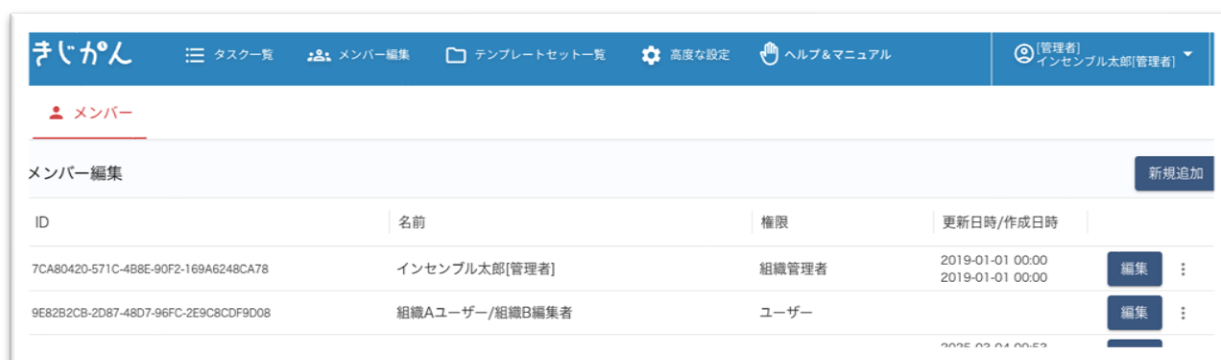 きじかん
タスク一覧
メンバー編集
テンプレートセット一覧
高度な設定
ヘルプ&マニュアル
[管理者]
インセンブル太郎[管理者]
メンバー
メンバー編集
新規追加
ID 名前 権限 更新日時/作成日時
7CA80420-571C-4B8E-90F2-169A6248CA78 インセンブル太郎[管理者] 組織管理者 2019-01-01 00:00 編集
2019-01-01 00:00
9E82B2CB-2D87-48D7-96FC-2E9C8CDF9D08 組織Aユーザー/組織B編集者 ユーザー 編集